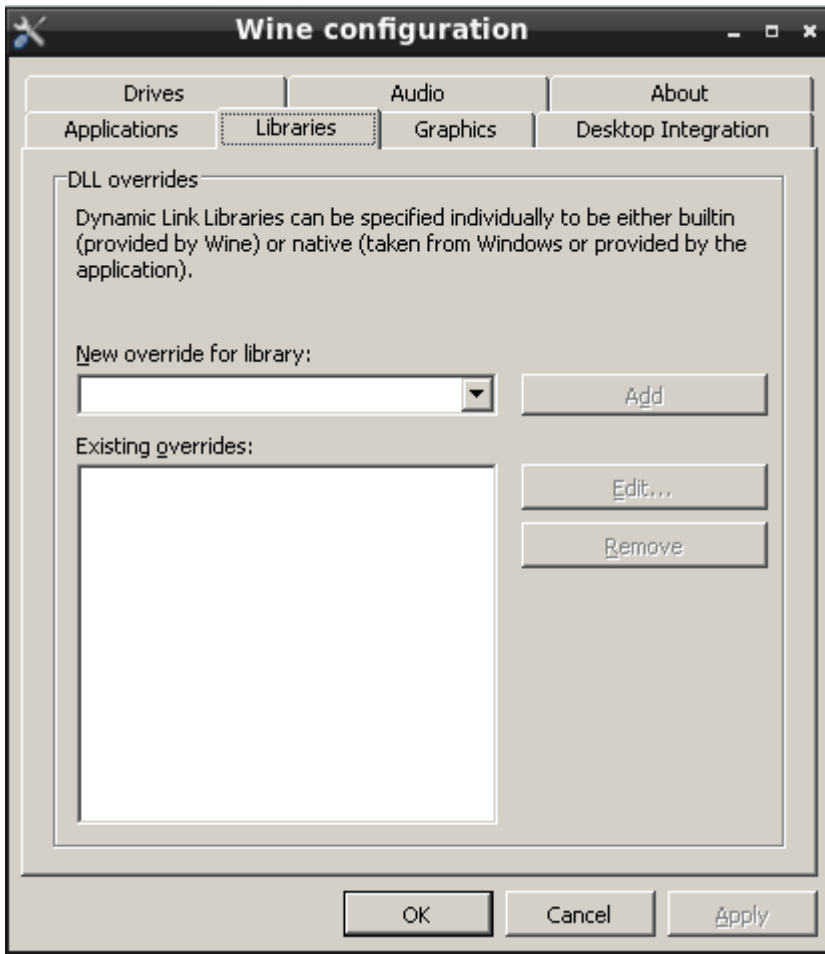 Wine configuration
Drives Audio About
Applications Libraries Graphics Desktop Integration
DLL overrides
Dynamic Link Libraries can be specified individually to be either builtin
(provided by Wine) or native (taken from Windows or provided by the
application).
New override for library:
Add
Existing overrides:
Edit...
Remove
OK Cancel Apply